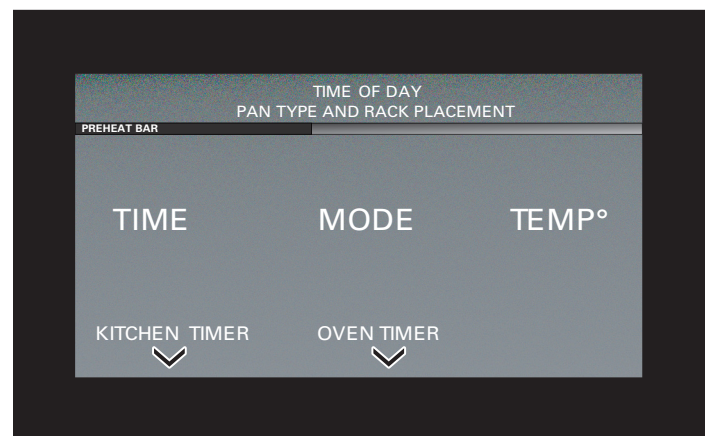 TIME OF DAY
PAN TYPE AND RACK PLACEMENT
PREHEAT BAR
TIME MODE TEMP°
KITCHEN TIMER OVEN TIMER